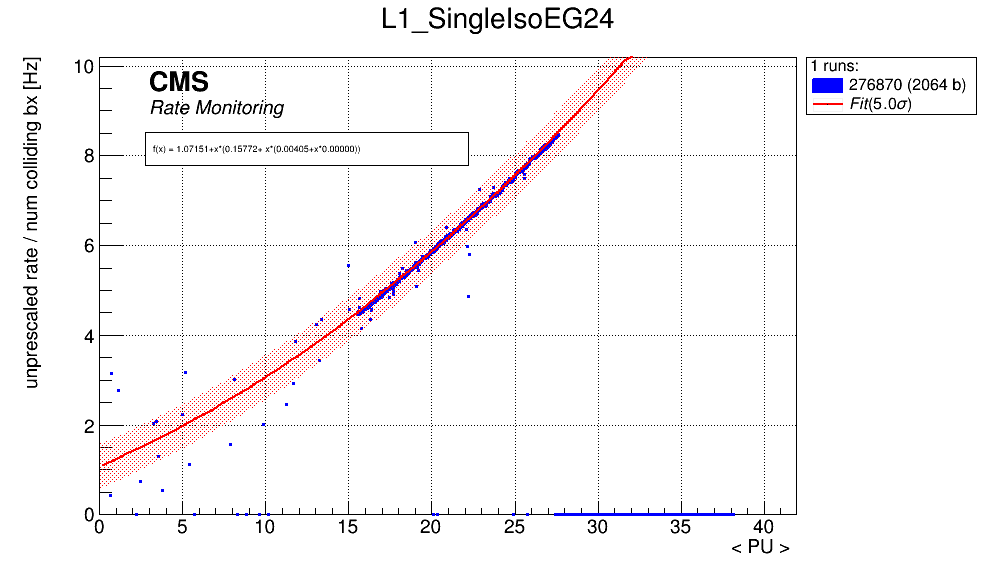 L1_SingleIsoEG24
unprescaled rate / num colliding bx [Hz]
10
8
6
4
2
0
CMS
Rate Monitoring
f(x) = 1.07151+x*(0.15772+ x*(0.00405+x*0.00000))
1 runs:
276870 (2064 b)
Fit(5.0σ)
0 5 10 15 20 25 30 35 40
< PU >